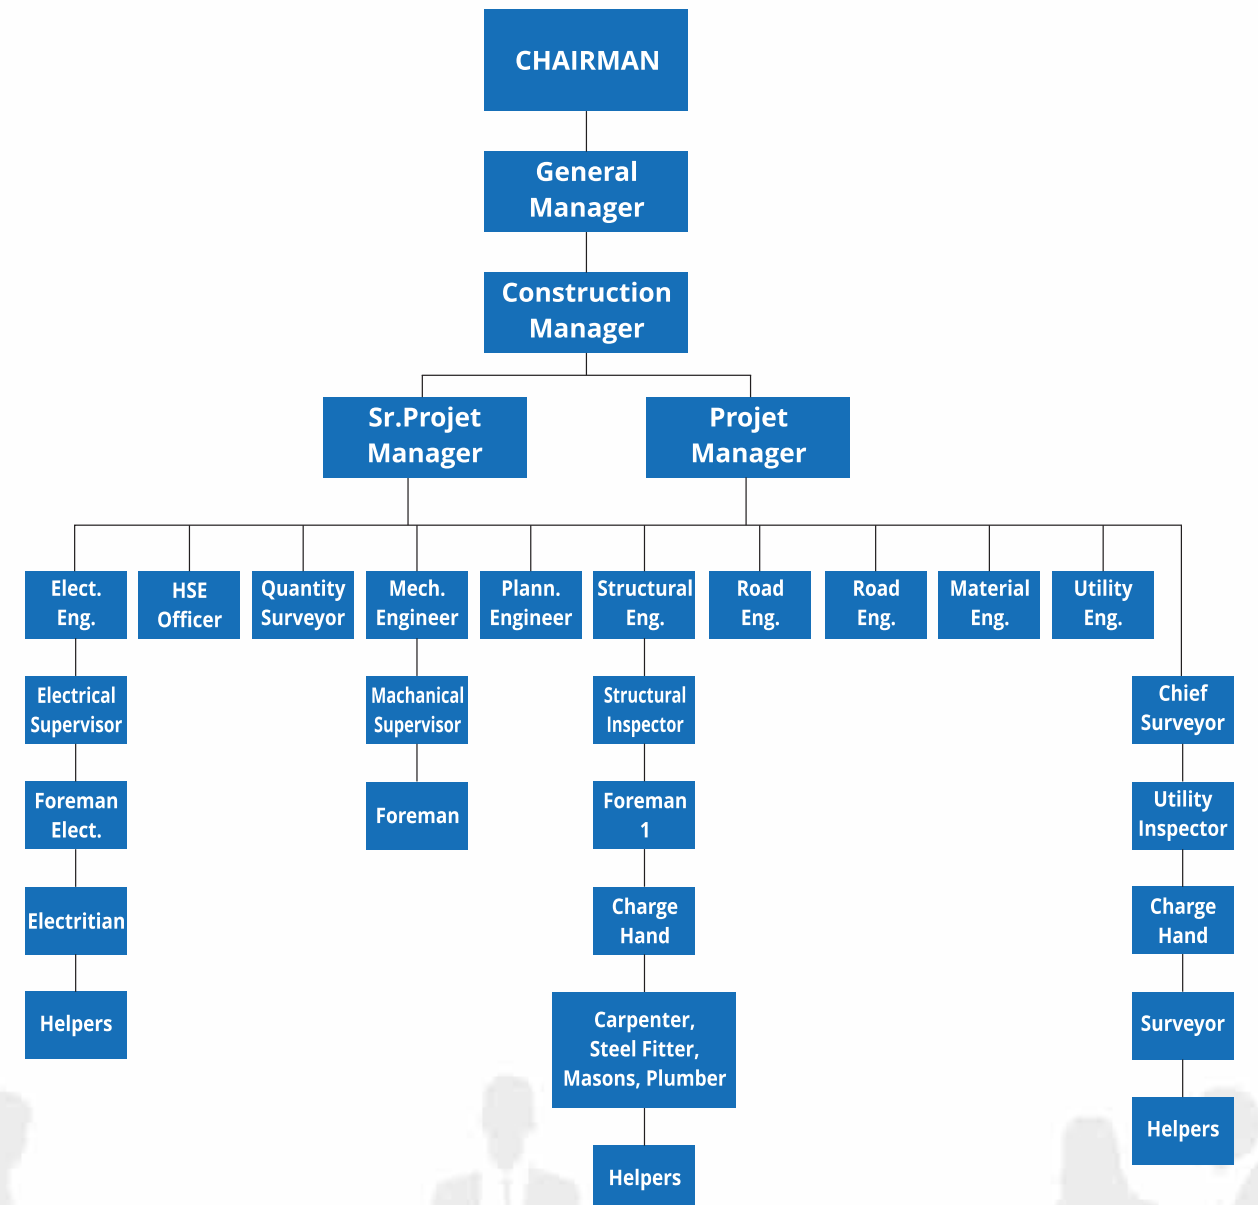 CHAIRMAN
General
Manager
Construction
Manager
Sr.Projet
Manager
Projet
Manager
Elect.
Eng.
HSE
Officer
Quantity
Surveyor
Mech.
Engineer
Plann.
Engineer
Structural
Eng.
Road
Eng.
Road
Eng.
Material
Eng.
Utility
Eng.
Electrical
Supervisor
Machanical
Supervisor
Structural
Inspector
Chief
Surveyor
Foreman
Elect.
Foreman
Foreman
1
Utility
Inspector
Electritian
Charge
Hand
Charge
Hand
Helpers
Carpenter,
Steel Fitter,
Masons, Plumber
Surveyor
Helpers
Helpers